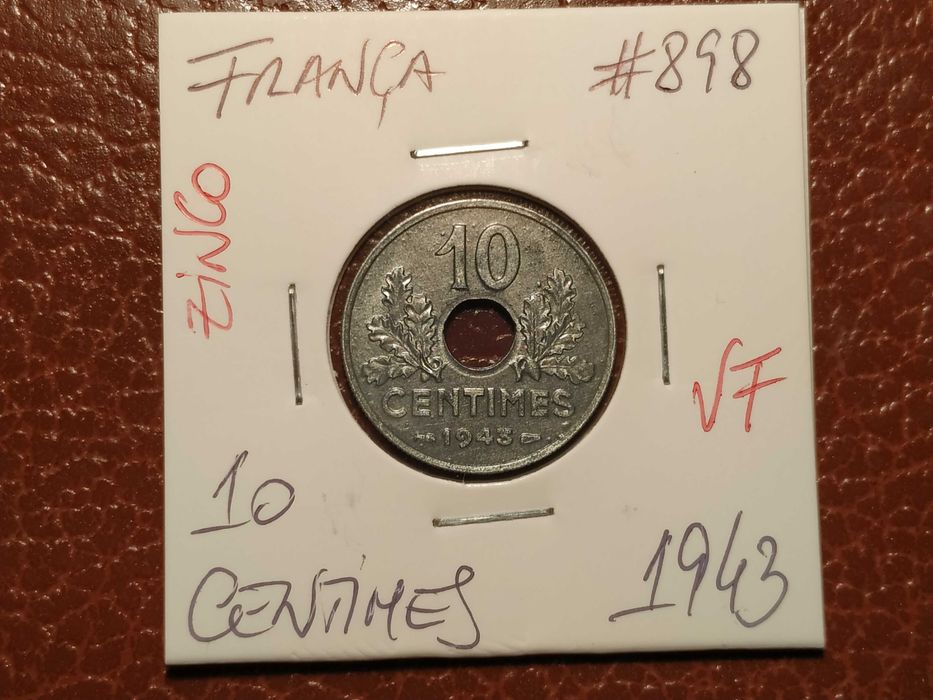 FRANÇA
#898
ZINCO
10
CENTIMES
1943
VF
10
CENTIMES
1943